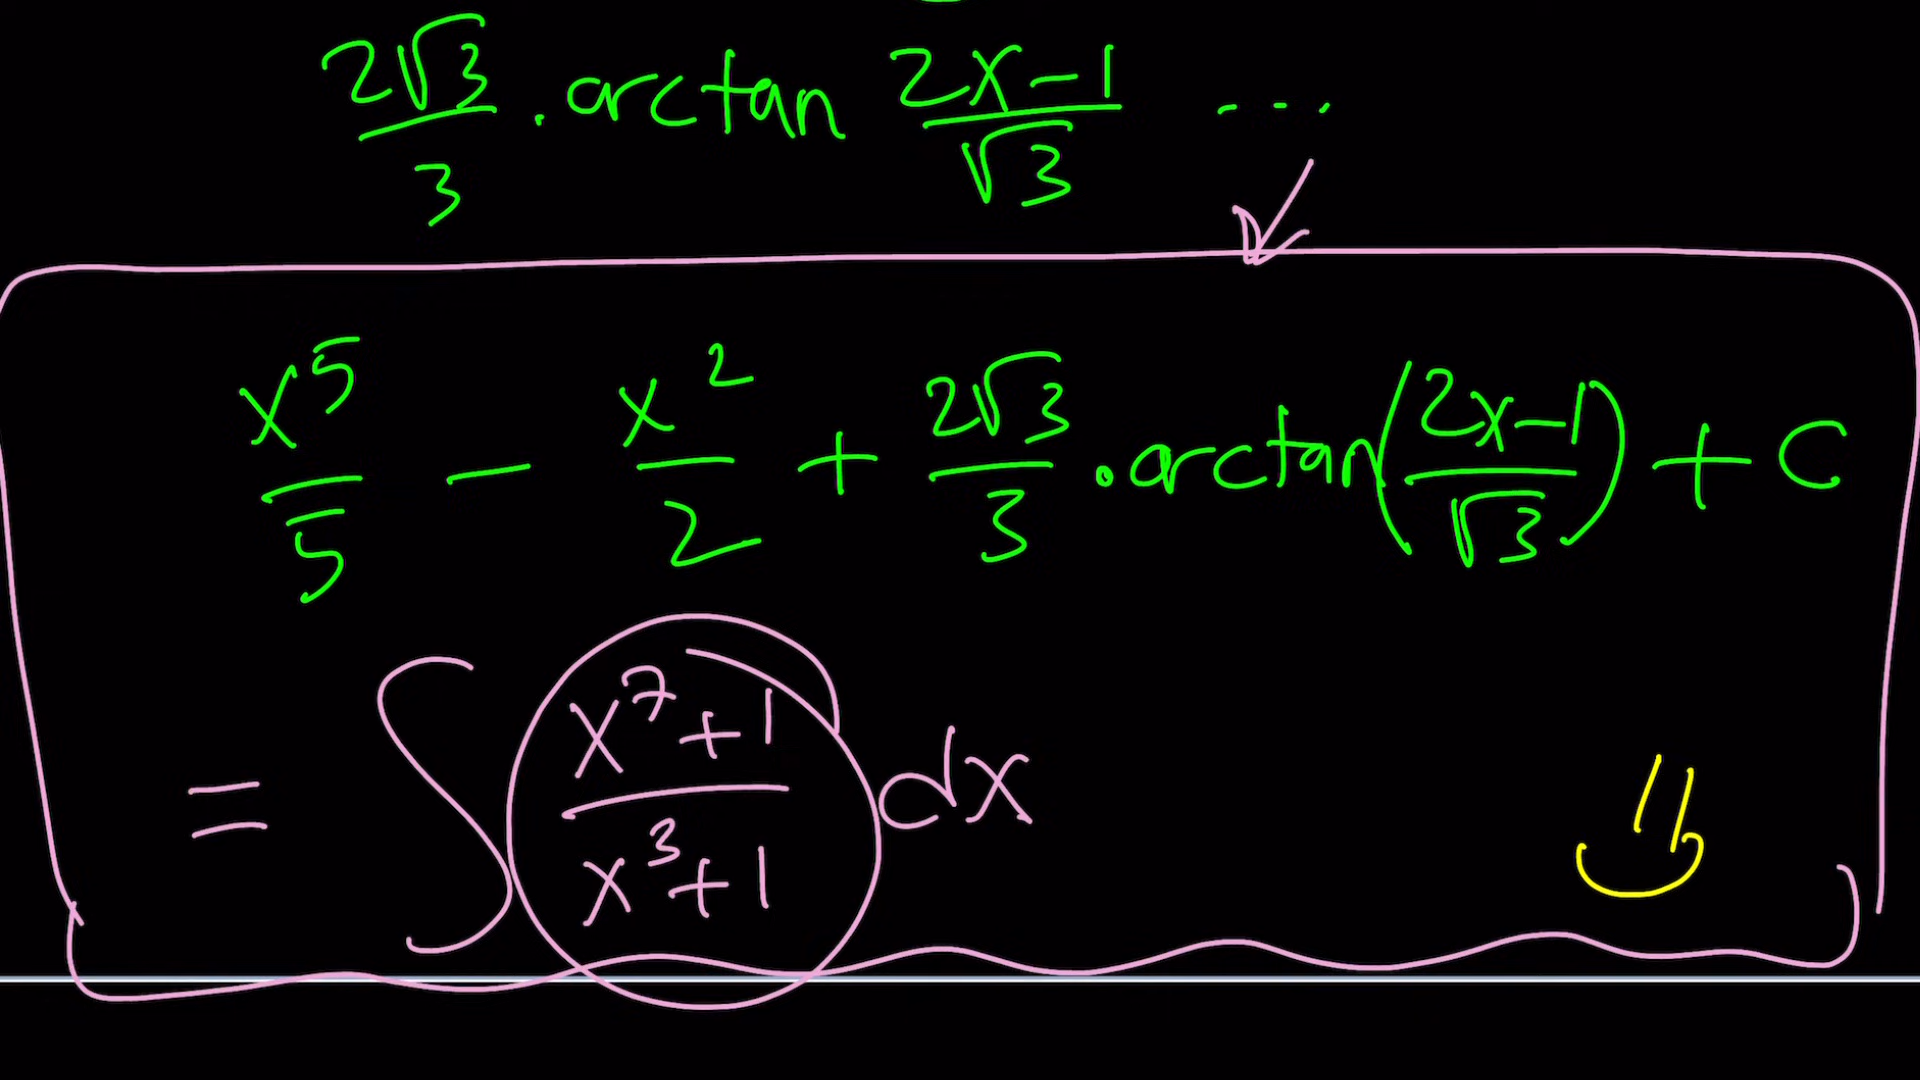 2√3/3 . arctan 2x-1/√3 ...
x^5/5 - x^2/2 + 2√3/3 . arctan(2x-1/√3) + C
= ∫ x^7+1/x^3+1 dx